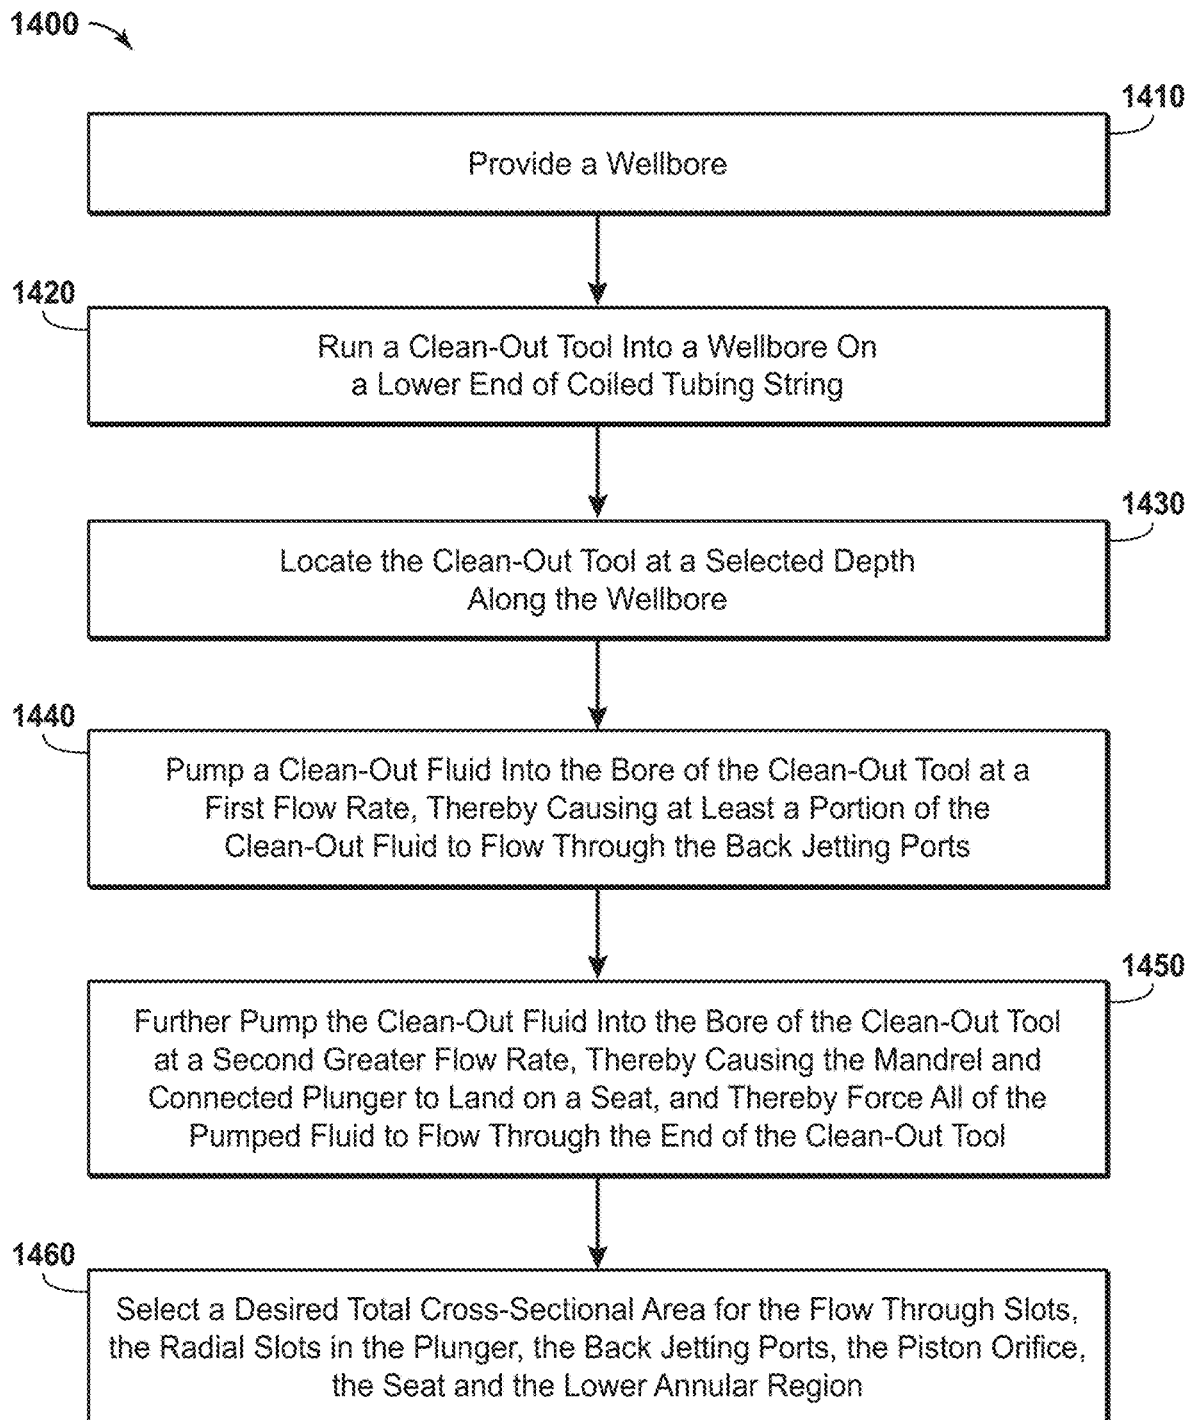 1400
1410
Provide a Wellbore
1420
Run a Clean-Out Tool Into a Wellbore On
a Lower End of Coiled Tubing String
1430
Locate the Clean-Out Tool at a Selected Depth
Along the Wellbore
1440
Pump a Clean-Out Fluid Into the Bore of the Clean-Out Tool at a
First Flow Rate, Thereby Causing at Least a Portion of the
Clean-Out Fluid to Flow Through the Back Jetting Ports
1450
Further Pump the Clean-Out Fluid Into the Bore of the Clean-Out Tool
at a Second Greater Flow Rate, Thereby Causing the Mandrel and
Connected Plunger to Land on a Seat, and Thereby Force All of the
Pumped Fluid to Flow Through the End of the Clean-Out Tool
1460
Select a Desired Total Cross-Sectional Area for the Flow Through Slots,
the Radial Slots in the Plunger, the Back Jetting Ports, the Piston Orifice,
the Seat and the Lower Annular Region